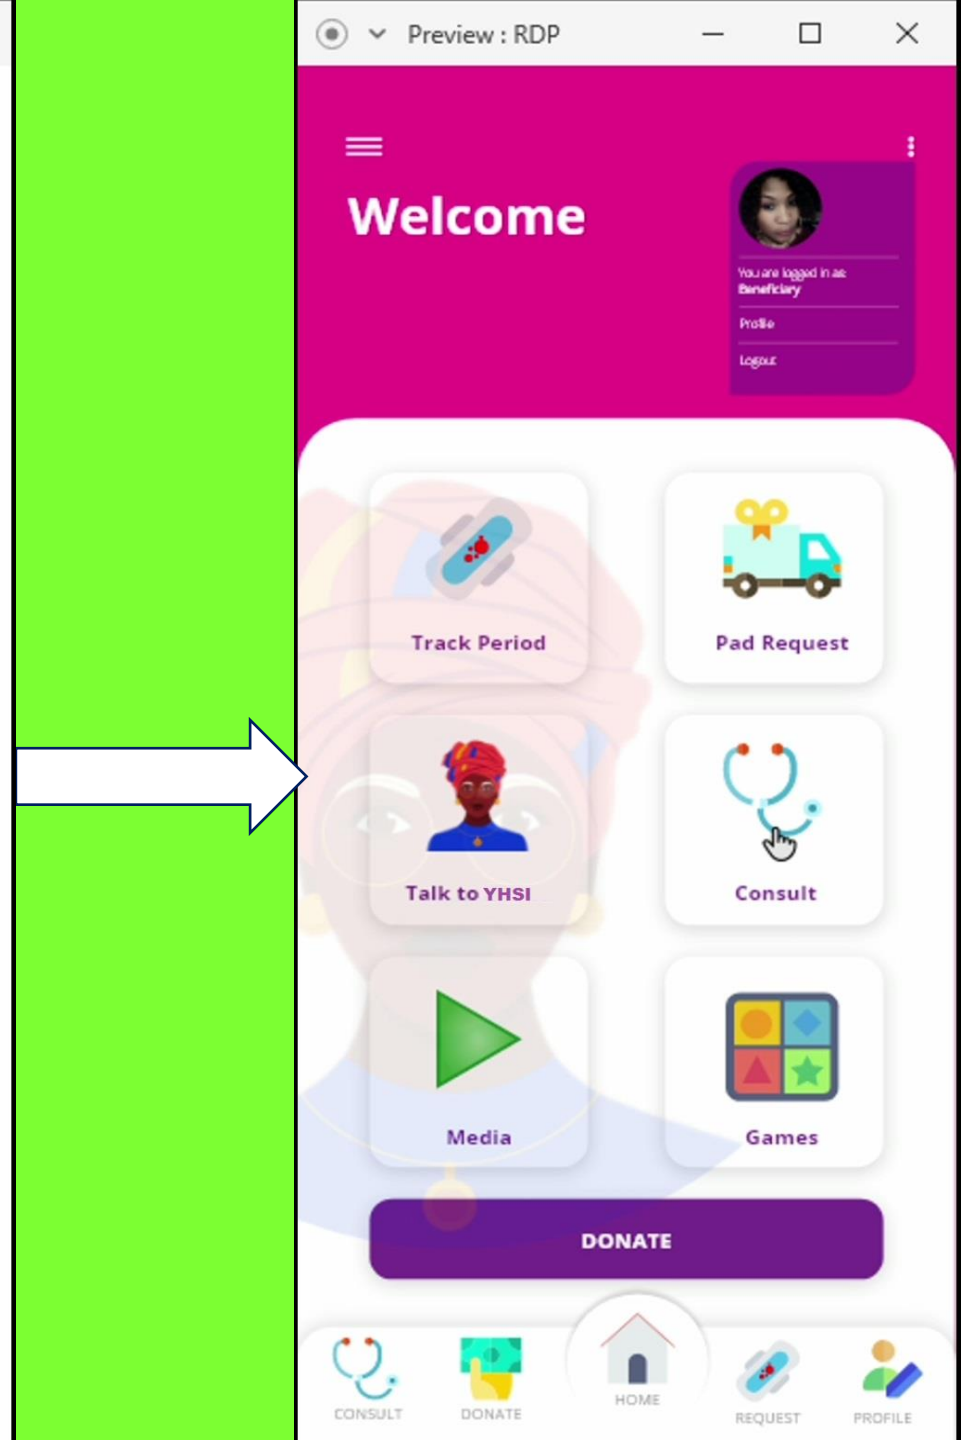 Preview : RDP
Welcome
You are logged in as:
Beneficiary
Profile
Logout
Track Period
Pad Request
Talk to YHSI
Consult
Media
Games
DONATE
CONSULT
DONATE
HOME
REQUEST
PROFILE